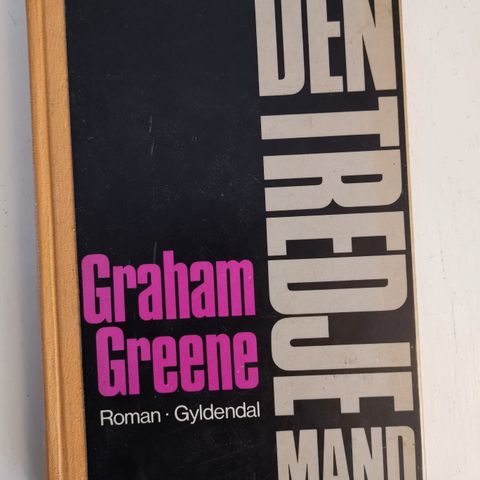 DEN
TREDJE
MAND
Graham
Greene
Roman · Gyldendal